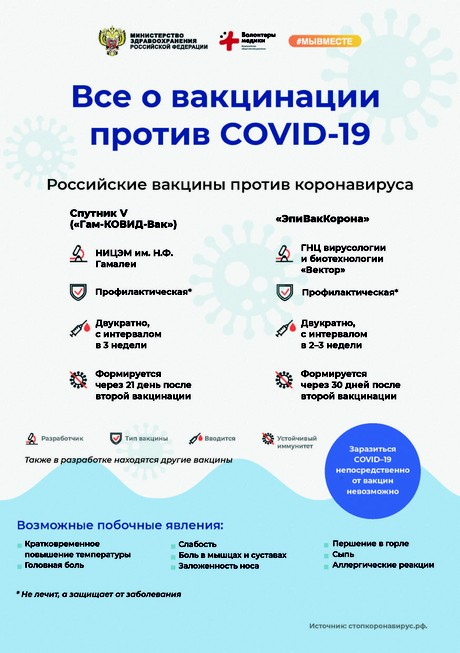 МИНИСТЕРСТВО
ЗДРАВООХРАНЕНИЯ
РОССИЙСКОЙ ФЕДЕРАЦИИ
Волонтеры
медики
#МЫВМЕСТЕ
Все о вакцинации
против COVID-19
Российские вакцины против коронавируса
Спутник V
(«Гам-КОВИД-Вак»)
НИЦЭМ им. Н.Ф.
Гамалеи
Профилактическая*
Двукратно,
с интервалом
в 3 недели
Формируется
через 21 день после
второй вакцинации
«ЭпиВакКорона»
ГНЦ вирусологии
и биотехнологии
«Вектор»
Профилактическая*
Двукратно,
с интервалом
в 2–3 недели
Формируется
через 30 дней после
второй вакцинации
Разработчик
Тип вакцины
Вводится
Устойчивый
иммунитет
Также в разработке находятся другие вакцины
Заразиться
COVID–19
непосредственно
от вакцин
невозможно
Возможные побочные явления:
Кратковременное
повышение температуры
Головная боль
Слабость
Боль в мышцах и суставах
Заложенность носа
Першение в горле
Сыпь
Аллергические реакции
* Не лечит, а защищает от заболевания
Источник: стопкоронавирус.рф.